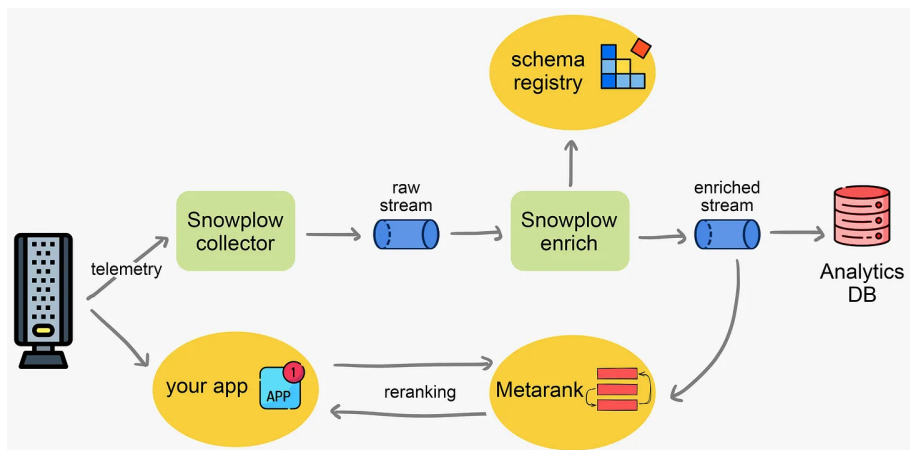 schema
registry
raw
stream
enriched
stream
Snowplow
collector
Snowplow
enrich
telemetry
Analytics
DB
your app
1
APP
reranking
Metarank